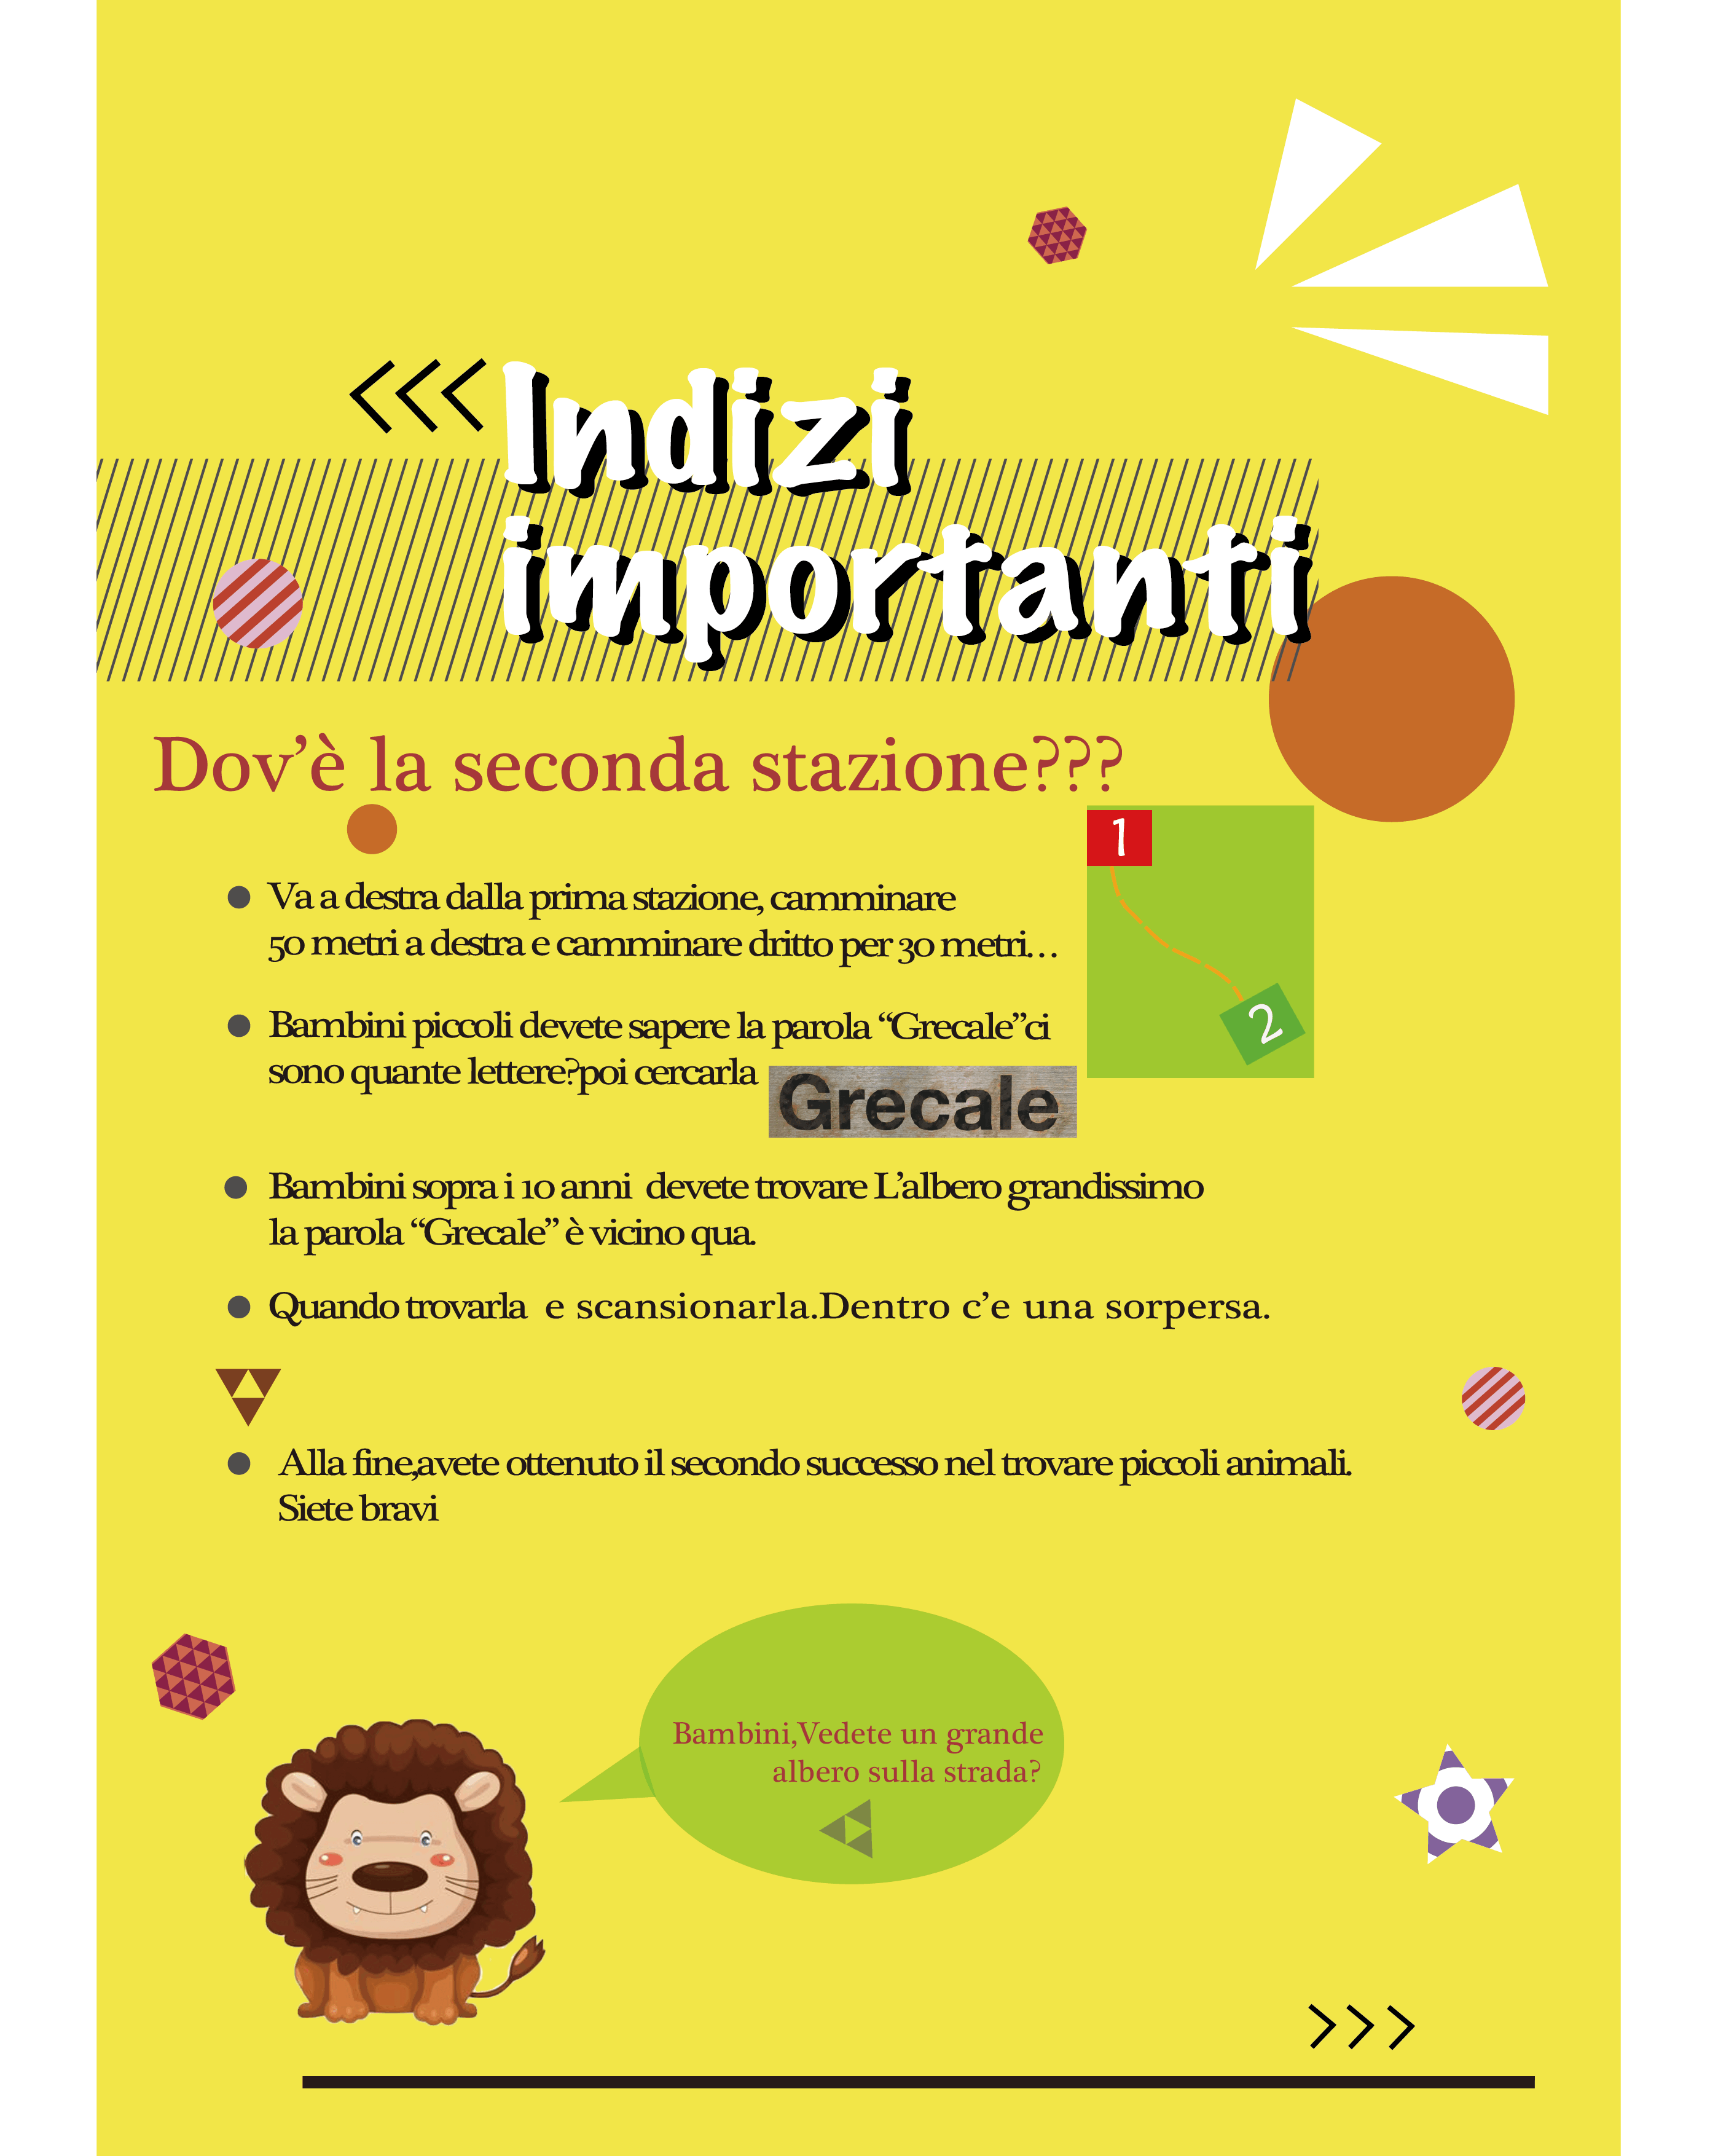 Indizi
importanti
Dov’è la seconda stazione???
1
Va a destra dalla prima stazione, camminare
50 metri a destra e camminare dritto per 30 metri…
2
Bambini piccoli devete sapere la parola “Grecale”ci
sono quante lettere?poi cercarla
Grecale
Bambini sopra i 10 anni devete trovare L’albero grandissimo
la parola “Grecale” è vicino qua.
Quando trovarla e scansionarla.Dentro c’e una sorpersa.
Alla fine,avete ottenuto il secondo successo nel trovare piccoli animali.
Siete bravi
Bambini,Vedete un grande
albero sulla strada?